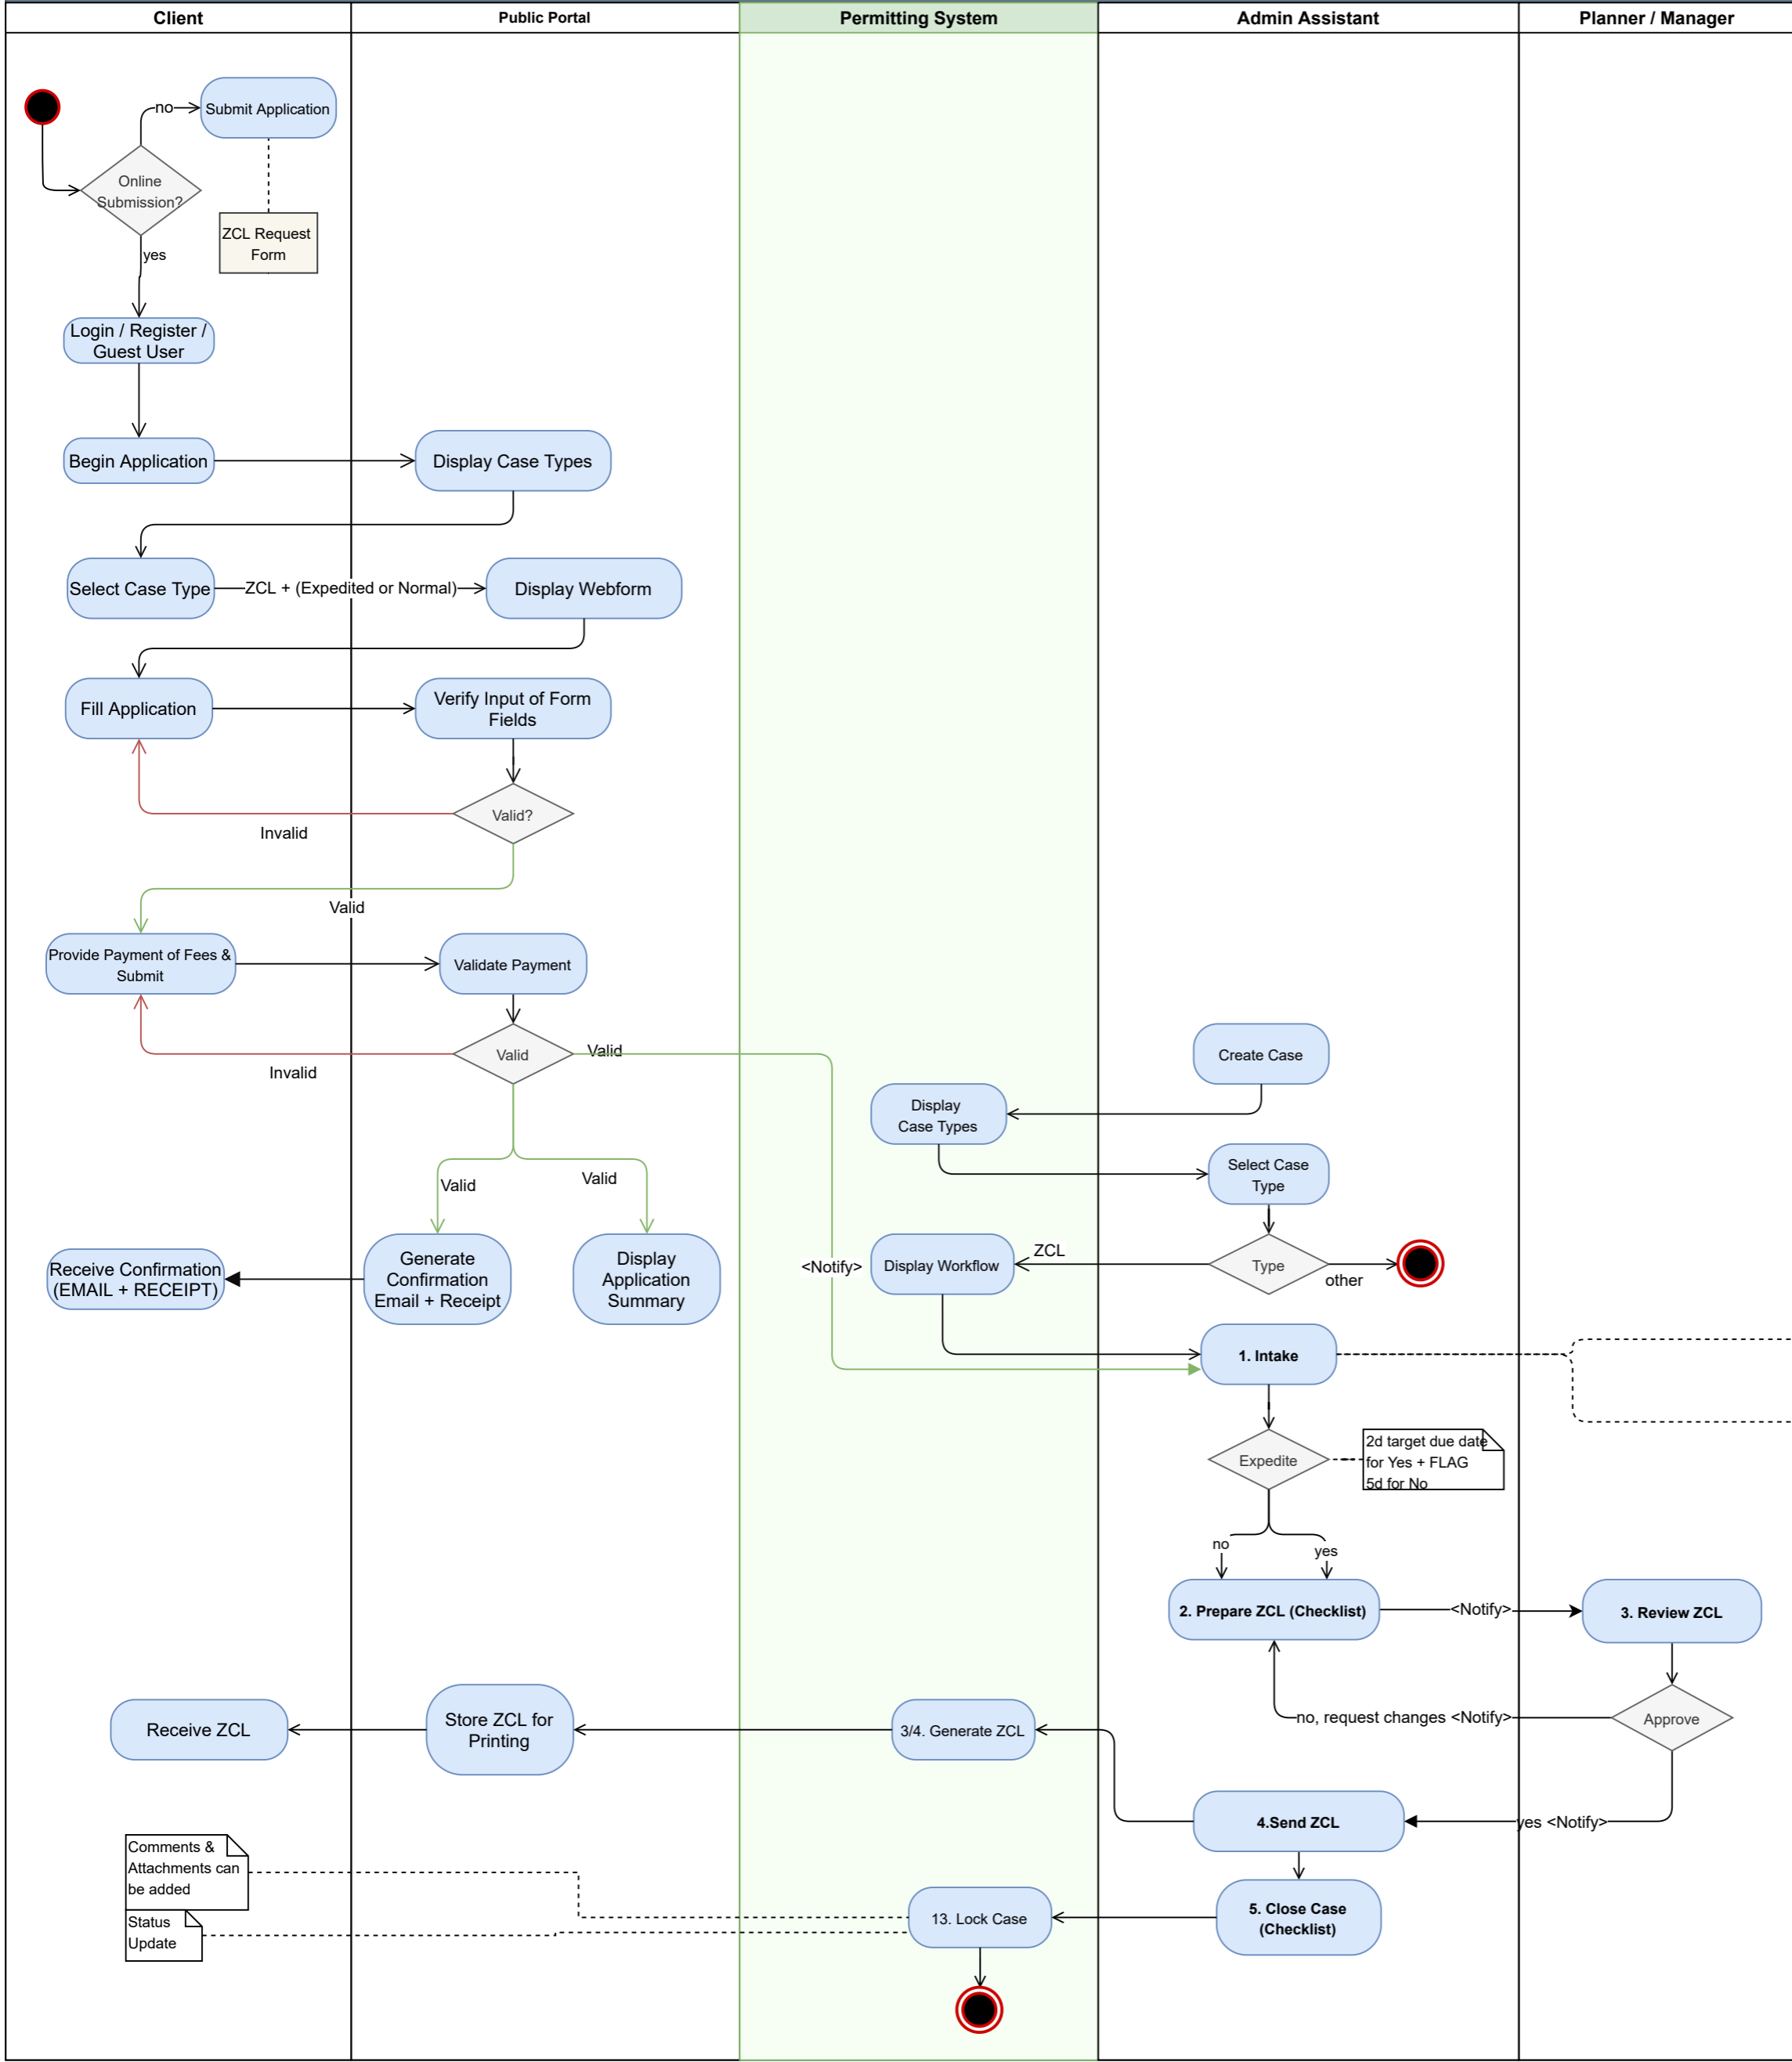 Client
Public Portal
Permitting System
Admin Assistant
Planner / Manager
no
Submit Application
Online
Submission?
ZCL Request
Form
yes
Login / Register /
Guest User
Begin Application
Display Case Types
Select Case Type
ZCL + (Expedited or Normal)
Display Webform
Fill Application
Verify Input of Form
Fields
Valid?
Invalid
Valid
Provide Payment of Fees &
Submit
Validate Payment
Valid
Valid
Invalid
Create Case
Display
Case Types
Select Case
Type
Valid
Valid
Generate
Confirmation
Email + Receipt
Display
Application
Summary
Receive Confirmation
(EMAIL + RECEIPT)
<Notify>
Display Workflow
ZCL
Type
other
1. Intake
Expedite
2d target due date
for Yes + FLAG
5d for No
no
yes
2. Prepare ZCL (Checklist)
<Notify>
3. Review ZCL
Receive ZCL
Store ZCL for
Printing
3/4. Generate ZCL
no, request changes <Notify>
Approve
4.Send ZCL
yes <Notify>
Comments &
Attachments can
be added
Status
Update
13. Lock Case
5. Close Case
(Checklist)